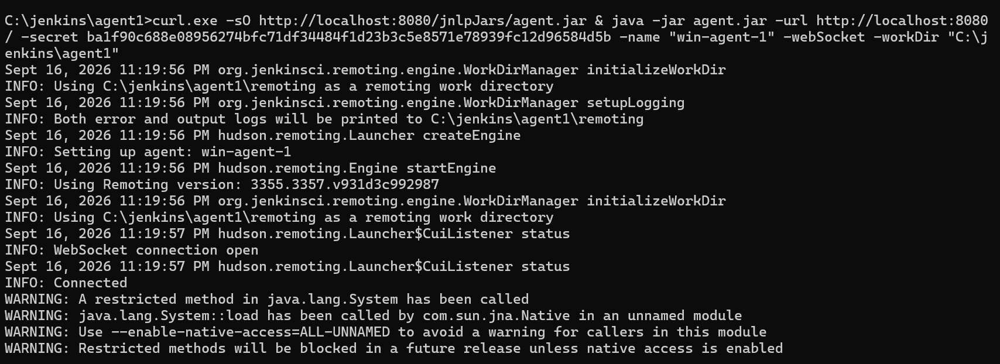 C:\jenkins\agent1>curl.exe -sO http://localhost:8080/jnlpJars/agent.jar & java -jar agent.jar -url http://localhost:8080
/ -secret ba1f90c688e08956274bfc71df34484f1d23b3c5e8571e78939fc12d96584d5b -name "win-agent-1" -webSocket -workDir "C:\j
enkins\agent1"
Sept 16, 2026 11:19:56 PM org.jenkinsci.remoting.engine.WorkDirManager initializeWorkDir
INFO: Using C:\jenkins\agent1\remoting as a remoting work directory
Sept 16, 2026 11:19:56 PM org.jenkinsci.remoting.engine.WorkDirManager setupLogging
INFO: Both error and output logs will be printed to C:\jenkins\agent1\remoting
Sept 16, 2026 11:19:56 PM hudson.remoting.Launcher createEngine
INFO: Setting up agent: win-agent-1
Sept 16, 2026 11:19:56 PM hudson.remoting.Engine startEngine
INFO: Using Remoting version: 3355.3357.v931d3c992987
Sept 16, 2026 11:19:56 PM org.jenkinsci.remoting.engine.WorkDirManager initializeWorkDir
INFO: Using C:\jenkins\agent1\remoting as a remoting work directory
Sept 16, 2026 11:19:57 PM hudson.remoting.Launcher$CuiListener status
INFO: WebSocket connection open
Sept 16, 2026 11:19:57 PM hudson.remoting.Launcher$CuiListener status
INFO: Connected
WARNING: A restricted method in java.lang.System has been called
WARNING: java.lang.System::load has been called by com.sun.jna.Native in an unnamed module
WARNING: Use --enable-native-access=ALL-UNNAMED to avoid a warning for callers in this module
WARNING: Restricted methods will be blocked in a future release unless native access is enabled